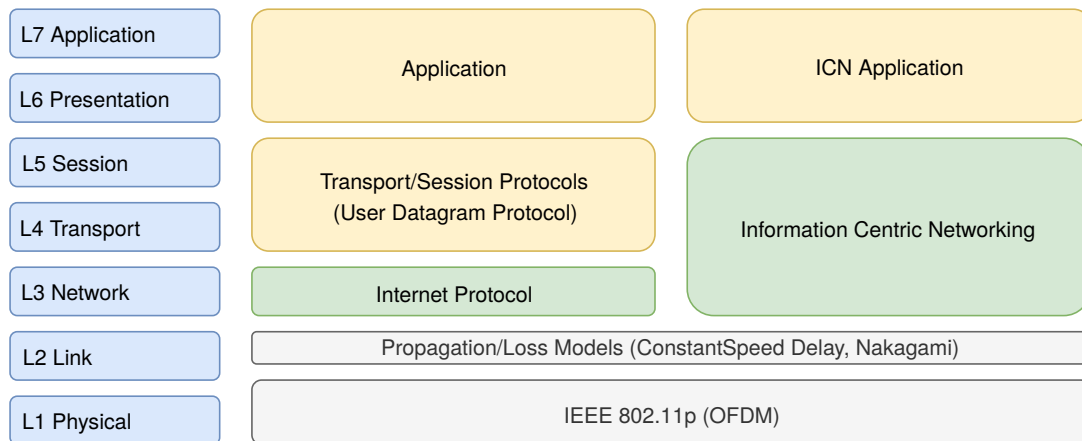 L7 Application
L6 Presentation
L5 Session
L4 Transport
L3 Network
L2 Link
L1 Physical
Application
Transport/Session Protocols
(User Datagram Protocol)
Internet Protocol
ICN Application
Information Centric Networking
Propagation/Loss Models (ConstantSpeed Delay, Nakagami)
IEEE 802.11p (OFDM)